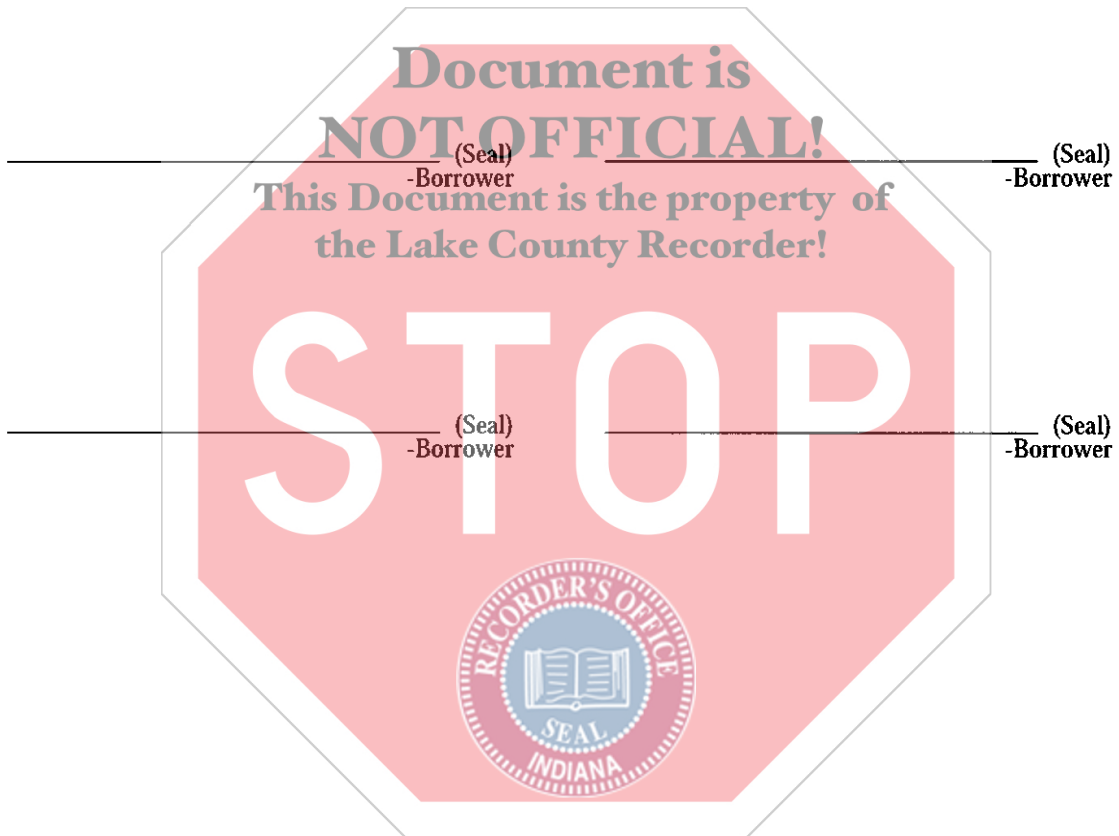 Document is
NOT OFFICIAL!
(Seal) (Seal)
-Borrower -Borrower
This Document is the property of
the Lake County Recorder!
STOP
(Seal) (Seal)
-Borrower -Borrower
RECORDER'S OFFICE
SEAL
INDIANA